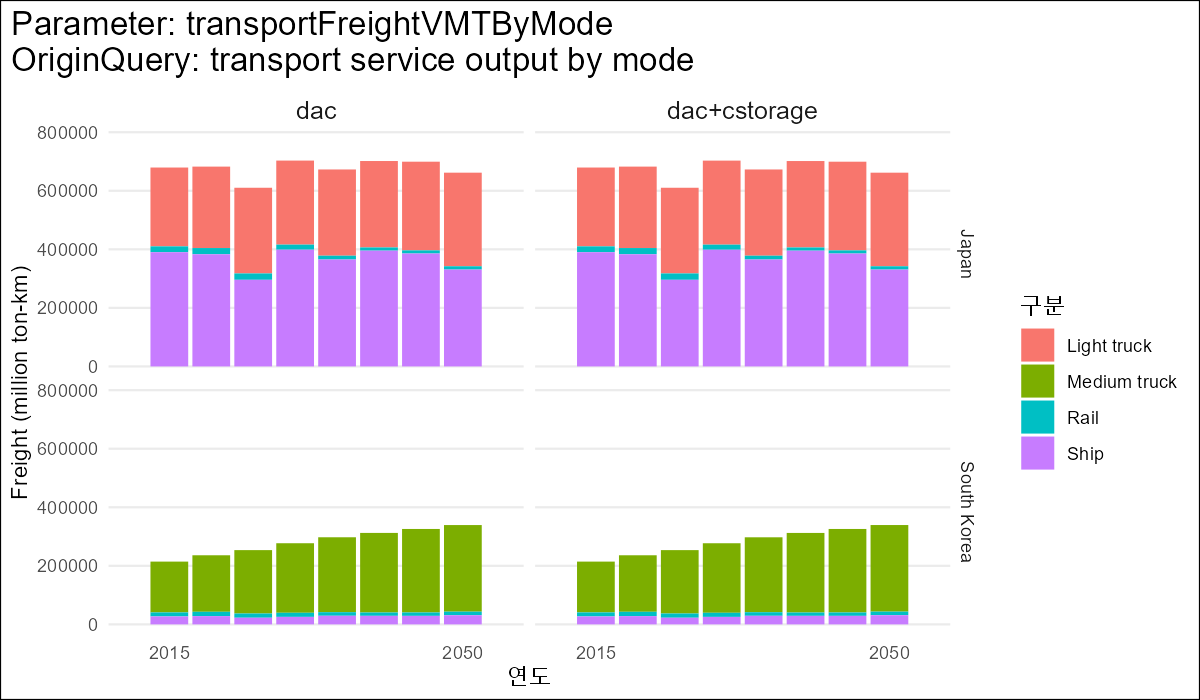 Parameter: transportFreightVMTByMode
OriginQuery: transport service output by mode
dac
dac+cstorage
Freight (million ton-km)
800000
600000
400000
200000
0
Japan
800000
600000
400000
200000
0
South Korea
2015
2050
2015
2050
연도
구분
Light truck
Medium truck
Rail
Ship